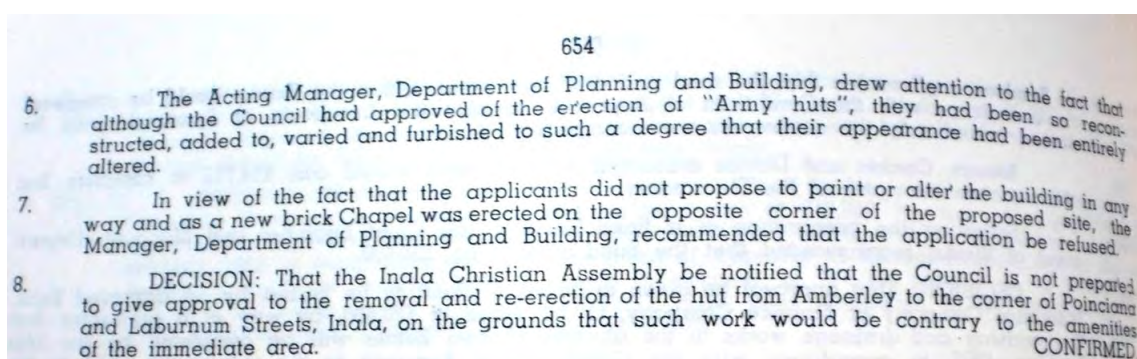 654
6. The Acting Manager, Department of Planning and Building, drew attention to the fact that
although the Council had approved of the erection of "Army huts", they had been so recon-
structed, added to, varied and furbished to such a degree that their appearance had been entirely
altered.
7. In view of the fact that the applicants did not propose to paint or alter the building in any
way and as a new brick Chapel was erected on the opposite corner of the proposed site, the
Manager, Department of Planning and Building, recommended that the application be refused.
8. DECISION: That the Inala Christian Assembly be notified that the Council is not prepared
to give approval to the removal and re-erection of the hut from Amberley to the corner of Poinciana
and Laburnum Streets, Inala, on the grounds that such work would be contrary to the amenities
of the immediate area. CONFIRMED